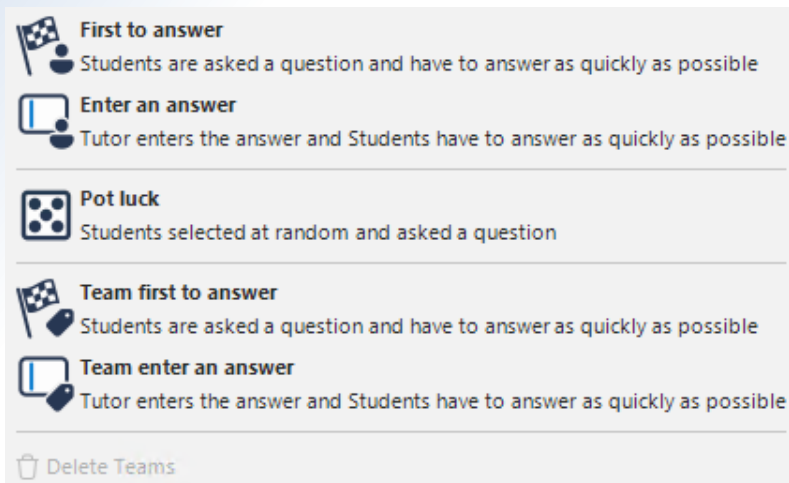 First to answer
Students are asked a question and have to answer as quickly as possible
Enter an answer
Tutor enters the answer and Students have to answer as quickly as possible
Pot luck
Students selected at random and asked a question
Team first to answer
Students are asked a question and have to answer as quickly as possible
Team enter an answer
Tutor enters the answer and Students have to answer as quickly as possible
Delete Teams